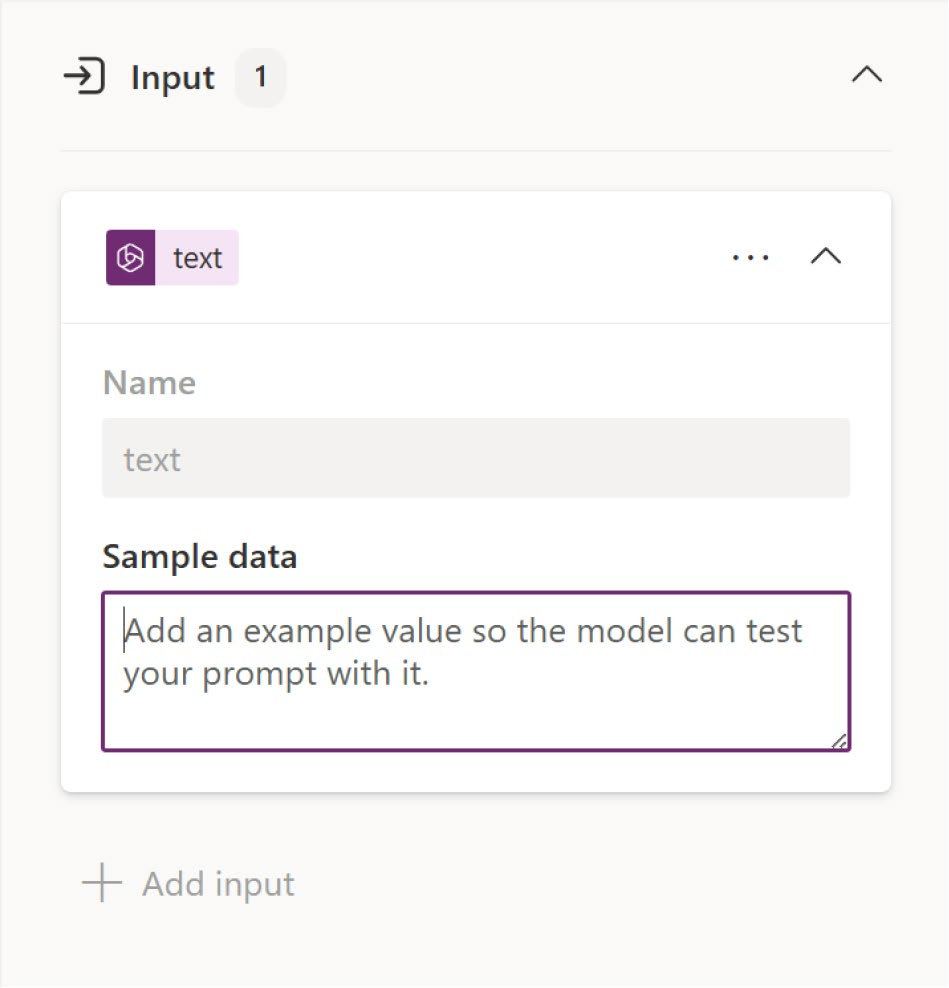 Input 1
text
Name
text
Sample data
Add an example value so the model can test
your prompt with it.
Add input